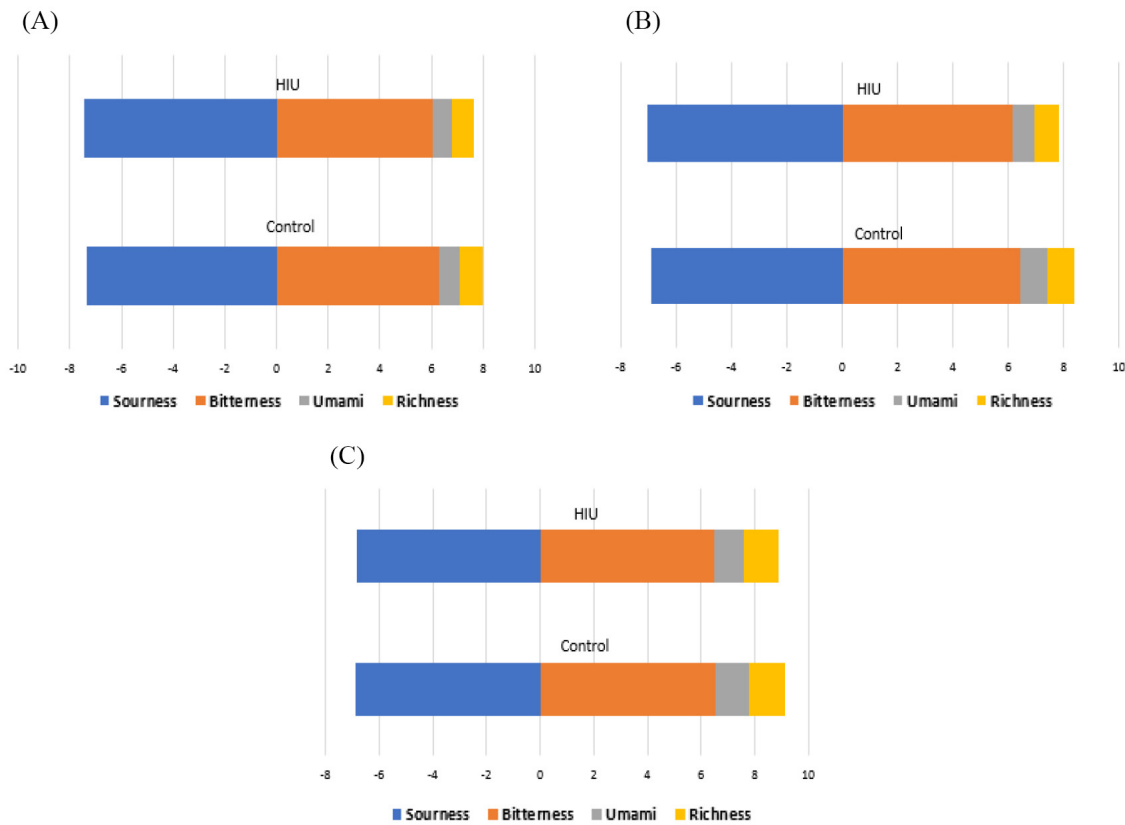 (A)
HIU
Control
-10 -8 -6 -4 -2 0 2 4 6 8 10
Sourness Bitterness Umami Richness
(B)
HIU
Control
-8 -6 -4 -2 0 2 4 6 8 10
Sourness Bitterness Umami Richness
(C)
HIU
Control
-8 -6 -4 -2 0 2 4 6 8 10
Sourness Bitterness Umami Richness